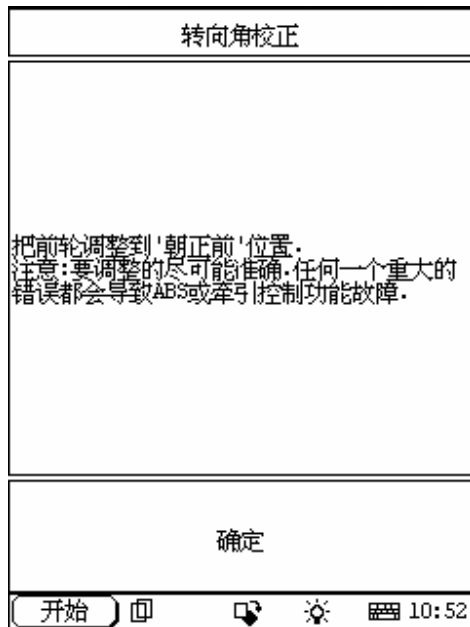 转向角校正
把前轮调整到'朝正前'位置.
注意:要调整的尽可能准确.任何一个重大的
错误都会导致ABS或牵引控制功能故障.
确定
开始 10:52